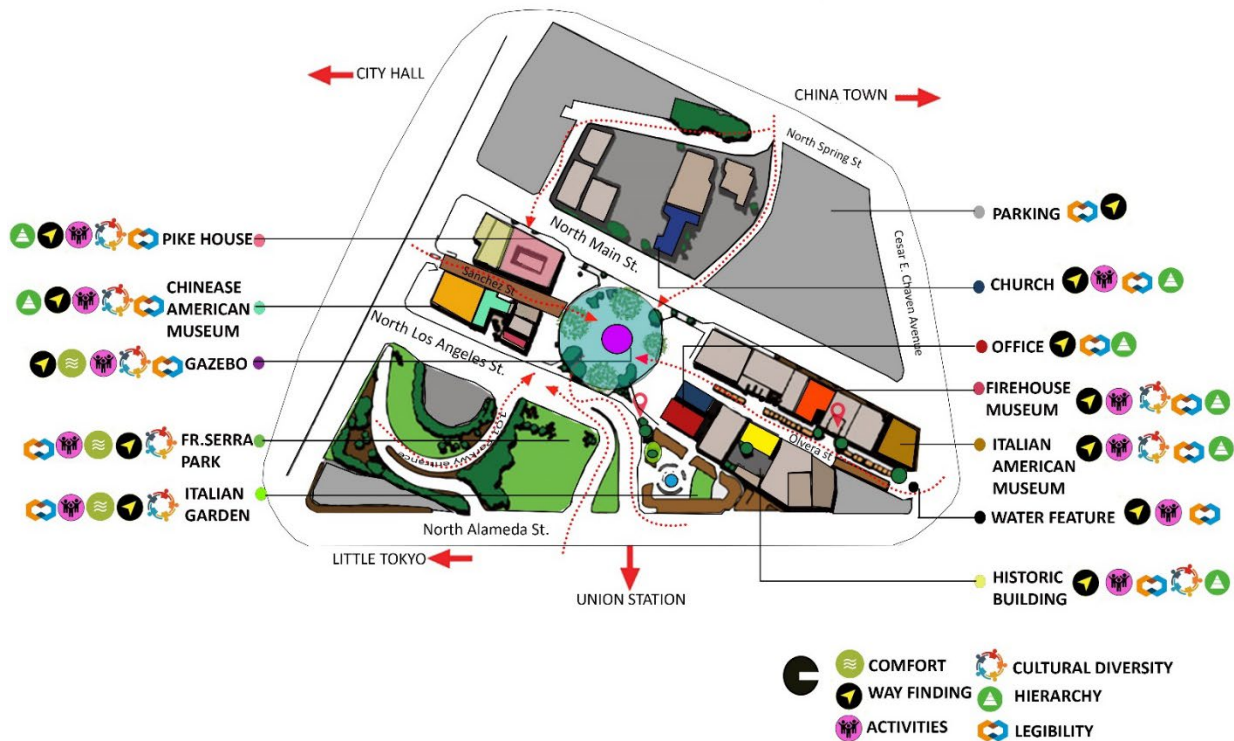 CITY HALL
CHINA TOWN
North Spring St
PARKING
Cesar E. Chaven Avenue
PIKE HOUSE
North Main St.
CHINEASE
AMERICAN
MUSEUM
Sanchez St
CHURCH
North Los Angeles St.
GAZEBO
OFFICE
FIREHOUSE
MUSEUM
FR.SERRA
PARK
Olvera st
ITALIAN
AMERICAN
MUSEUM
ITALIAN
GARDEN
WATER FEATURE
North Alameda St.
LITTLE TOKYO
UNION STATION
HISTORIC
BUILDING
COMFORT
CULTURAL DIVERSITY
WAY FINDING
HIERARCHY
ACTIVITIES
LEGIBILITY